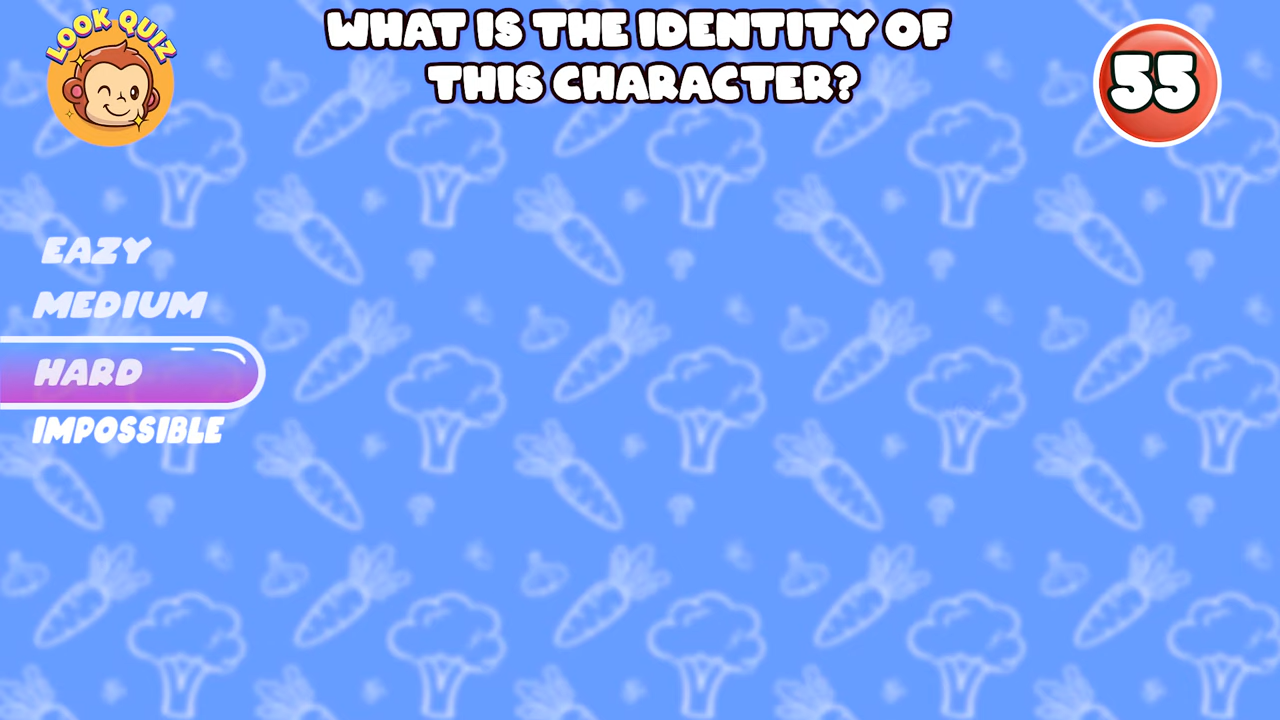 LOOK QUIZ
WHAT IS THE IDENTITY OF
THIS CHARACTER?
55
EAZY
MEDIUM
HARD
IMPOSSIBLE